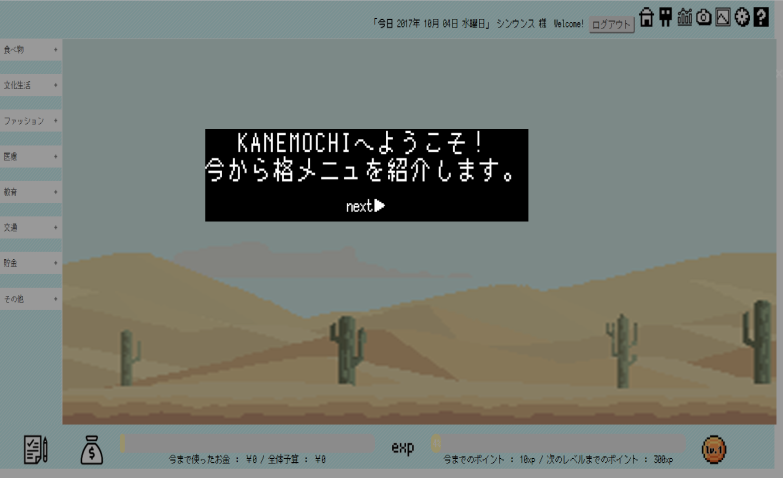 「今日 2017年 10月 04日 水曜日」 シンウンス 様 Welcome! ログアウト
食べ物 +
文化生活 +
ファッション +
医療 +
教育 +
交通 +
貯金 +
その他 +
KANEMOCHIへようこそ！
今から格メニュを紹介します。
next▶
今まで使ったお金 : ¥0 / 全体予算 : ¥0
exp
今までのポイント : 10xp / 次のレベルまでのポイント : 300xp
lv.1